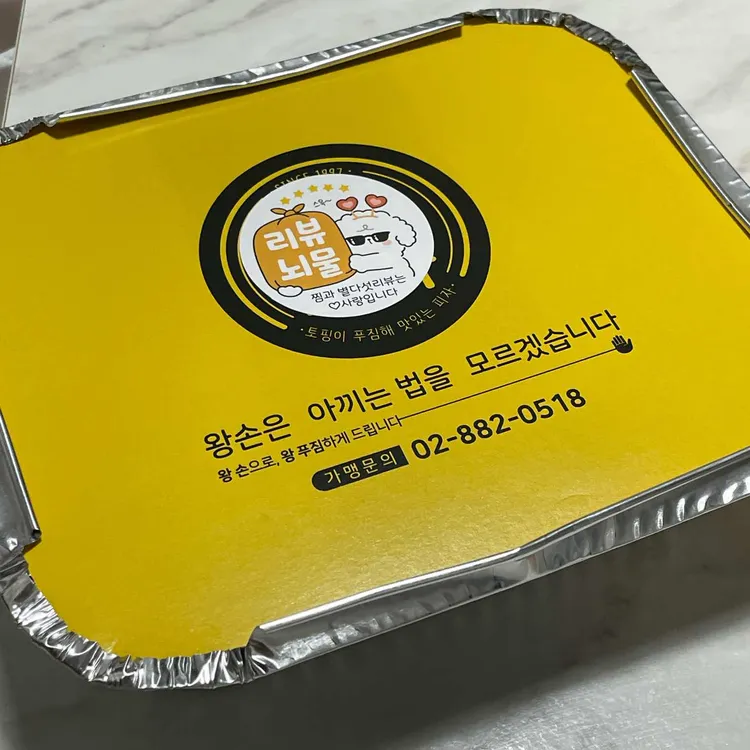 SINCE 1997
스윽~
리뷰
뇌물
찜과 별다섯리뷰는
♡사랑입니다
·토핑이 푸짐해 맛있는 피자·
왕손은 아끼는 법을 모르겠습니다
왕 손으로, 왕 푸짐하게 드립니다
가맹문의 02-882-0518